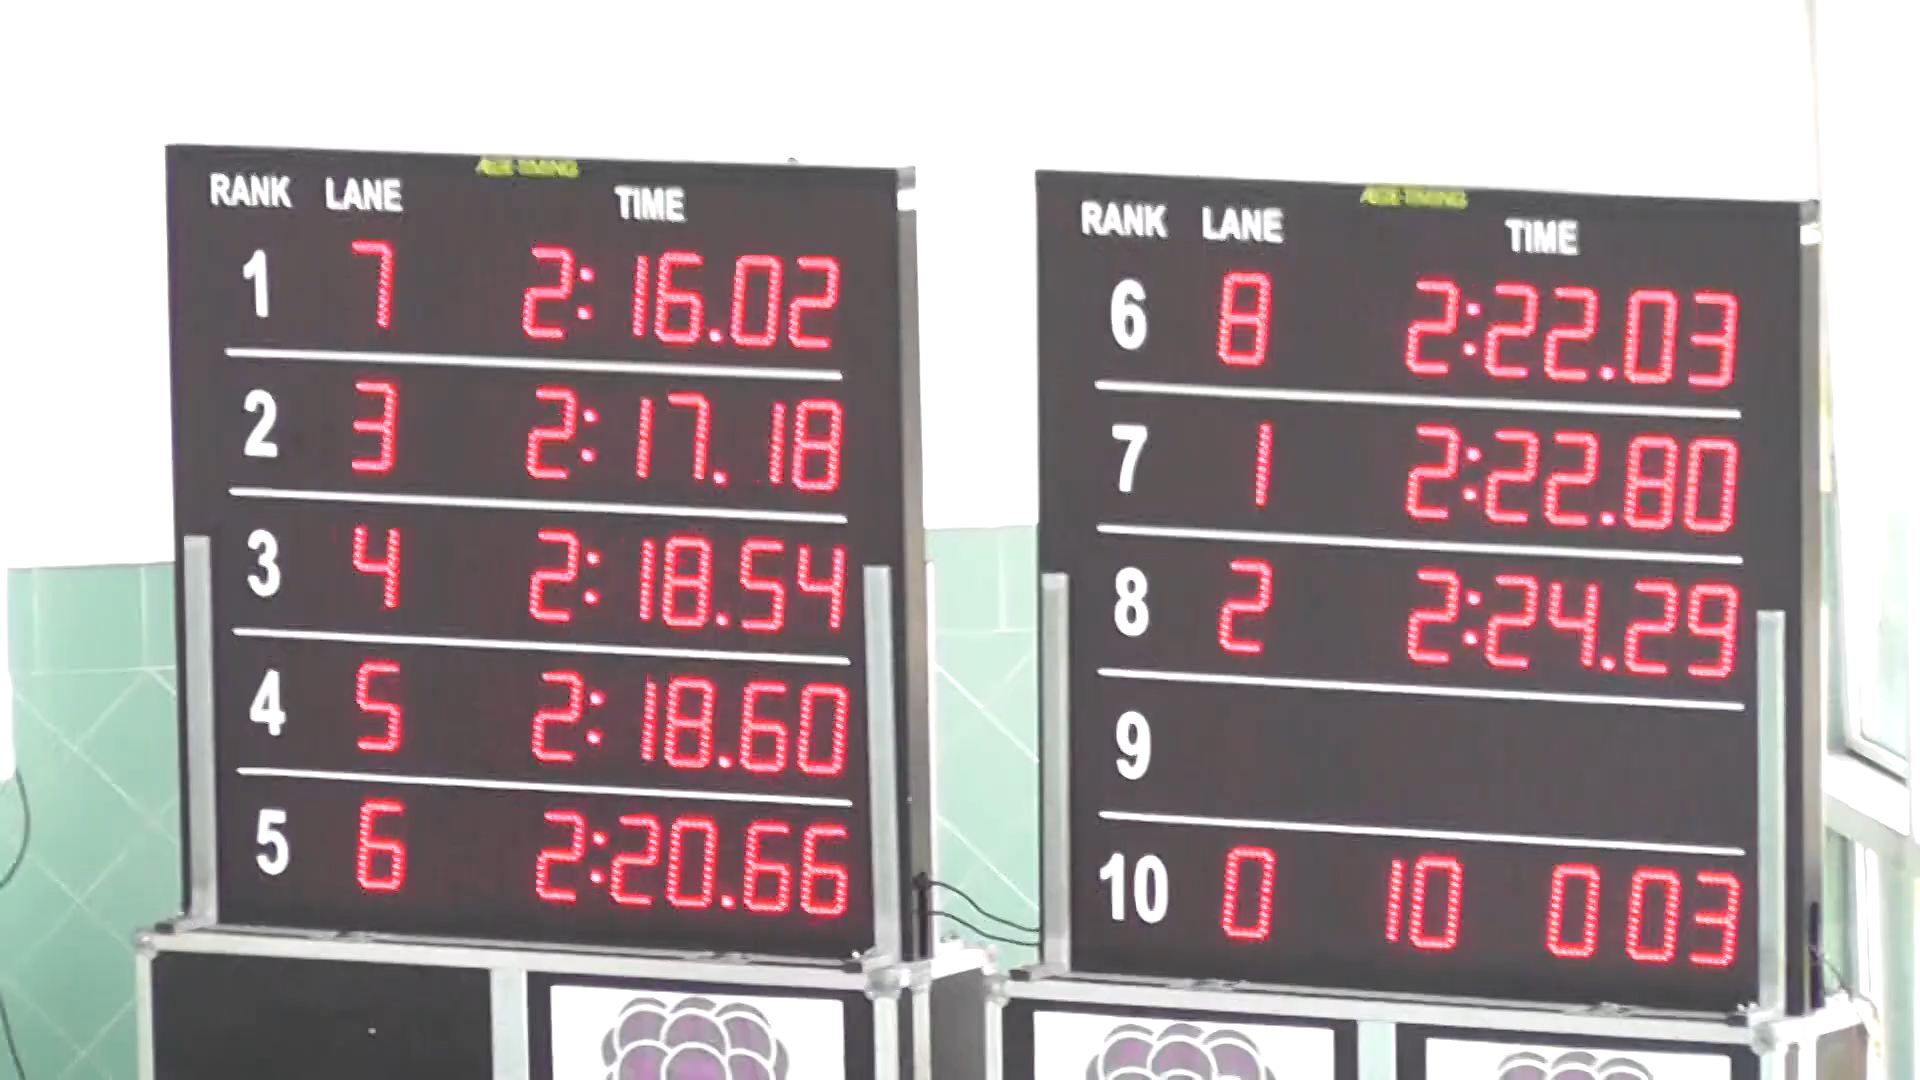 RANK LANE TIME
1 7 2:16.02
2 3 2:17.18
3 4 2:18.54
4 5 2:18.60
5 6 2:20.66
RANK LANE TIME
6 8 2:22.03
7 1 2:22.80
8 2 2:24.29
9
10 0 10 0 03